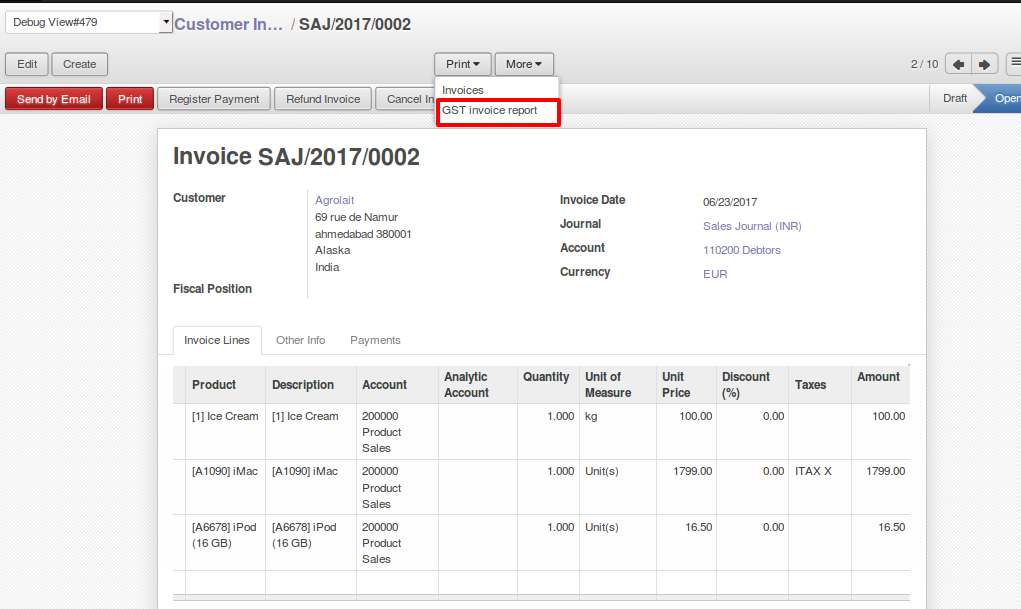 Debug View#479
Customer In... / SAJ/2017/0002
Edit Create Print More 2 / 10
Invoices
GST invoice report
Send by Email Print Register Payment Refund Invoice Cancel In Draft Open
Invoice SAJ/2017/0002
Customer
Agrolait
69 rue de Namur
ahmedabad 380001
Alaska
India
Fiscal Position
Invoice Date 06/23/2017
Journal Sales Journal (INR)
Account 110200 Debtors
Currency EUR
Invoice Lines Other Info Payments
Product Description Account Analytic Account Quantity Unit of Measure Unit Price Discount (%) Taxes Amount
[1] Ice Cream [1] Ice Cream 200000 Product Sales 1.000 kg 100.00 0.00 100.00
[A1090] iMac [A1090] iMac 200000 Product Sales 1.000 Unit(s) 1799.00 0.00 ITAX X 1799.00
[A6678] iPod (16 GB) [A6678] iPod (16 GB) 200000 Product Sales 1.000 Unit(s) 16.50 0.00 16.50